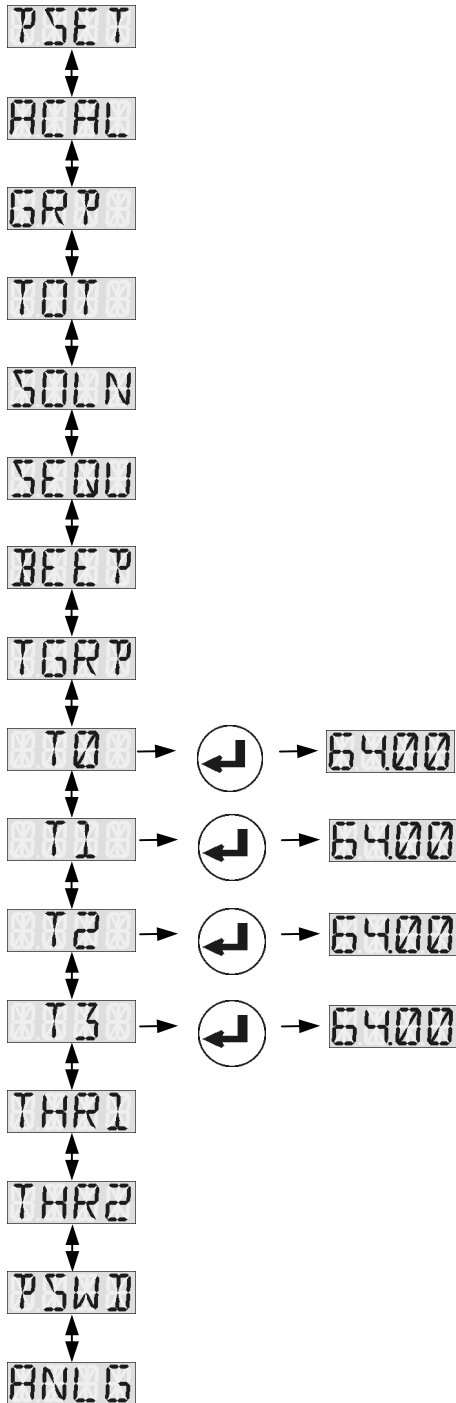 PSET
ACAL
GRP
TOT
SOLN
SEQU
BEEP
TGRP
T0 64.00
T1 64.00
T2 64.00
T3 64.00
THR1
THR2
PSWD
ANLG